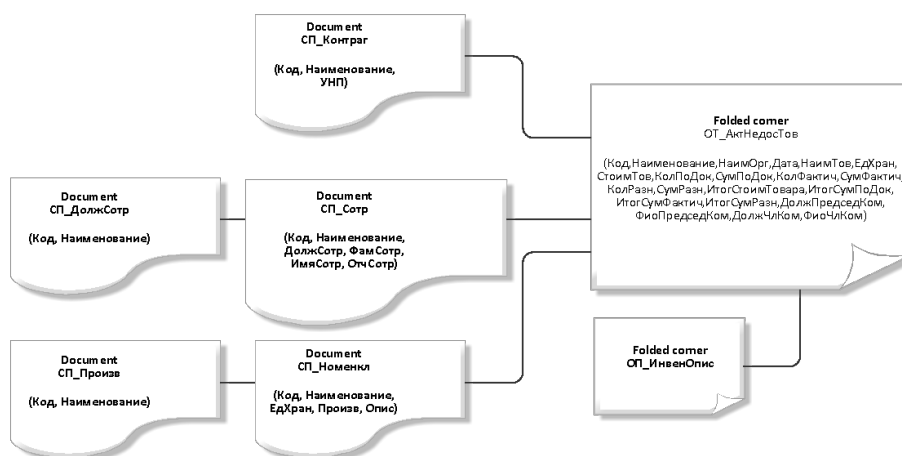 Document
СП_Контраг
(Код, Наименование,
УНП)
Folded corner
ОТ_АктНедосТов
(Код,Наименование,НаимОрг,Дата,НаимТов,ЕдХран,
СтоимТов,КолПоДок,СумПоДок,КолФактич,СумФактич,
КолРазн,СумРазн,ИтогСтоимТовара,ИтогСумПоДок,
ИтогСумФактич,ИтогСумРазн,ДолжПредседКом,
ФиоПредседКом,ДолжЧлКом,ФиоЧлКом)
Document
СП_ДолжСотр
(Код, Наименование)
Document
СП_Сотр
(Код, Наименование,
ДолжСотр, ФамСотр,
ИмяСотр, ОтчСотр)
Document
СП_Произв
(Код, Наименование)
Document
СП_Номенкл
(Код, Наименование,
ЕдХран, Произв, Опис)
Folded corner
ОП_ИнвенОпис